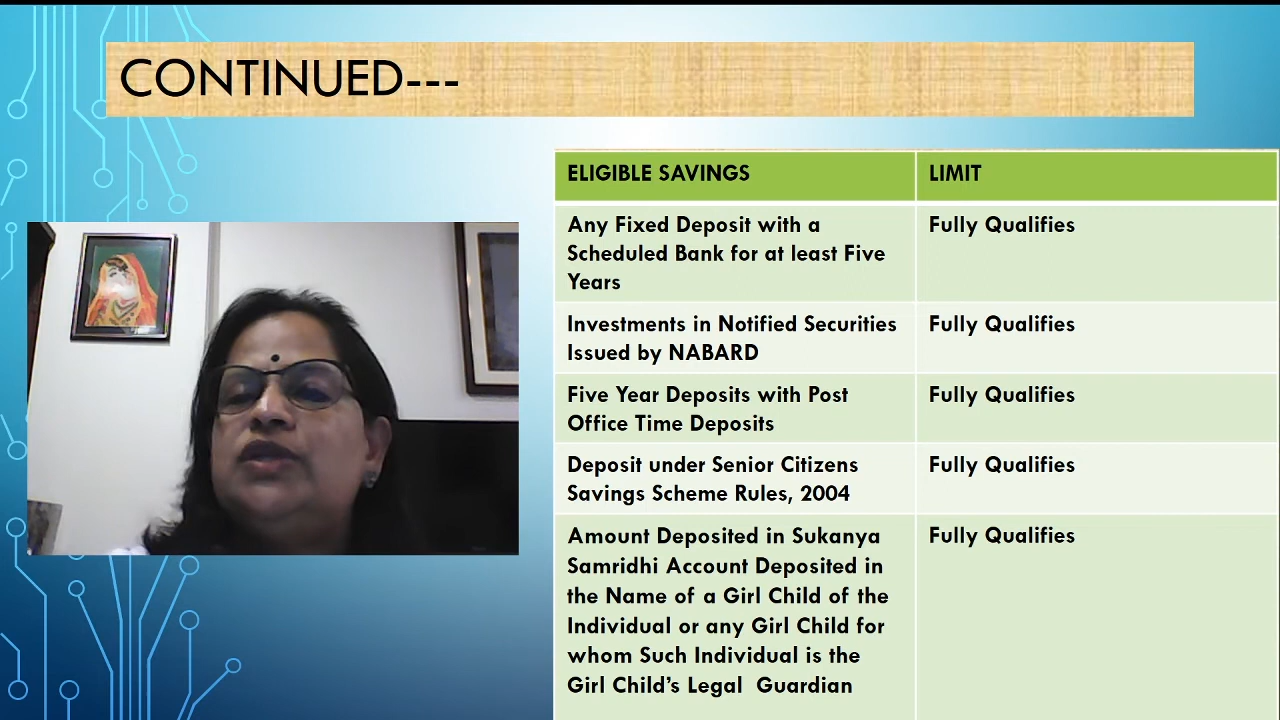 CONTINUED---
ELIGIBLE SAVINGS
LIMIT
Any Fixed Deposit with a
Scheduled Bank for at least Five
Years
Fully Qualifies
Investments in Notified Securities
Issued by NABARD
Fully Qualifies
Five Year Deposits with Post
Office Time Deposits
Fully Qualifies
Deposit under Senior Citizens
Savings Scheme Rules, 2004
Fully Qualifies
Amount Deposited in Sukanya
Samridhi Account Deposited in
the Name of a Girl Child of the
Individual or any Girl Child for
whom Such Individual is the
Girl Child’s Legal  Guardian
Fully Qualifies